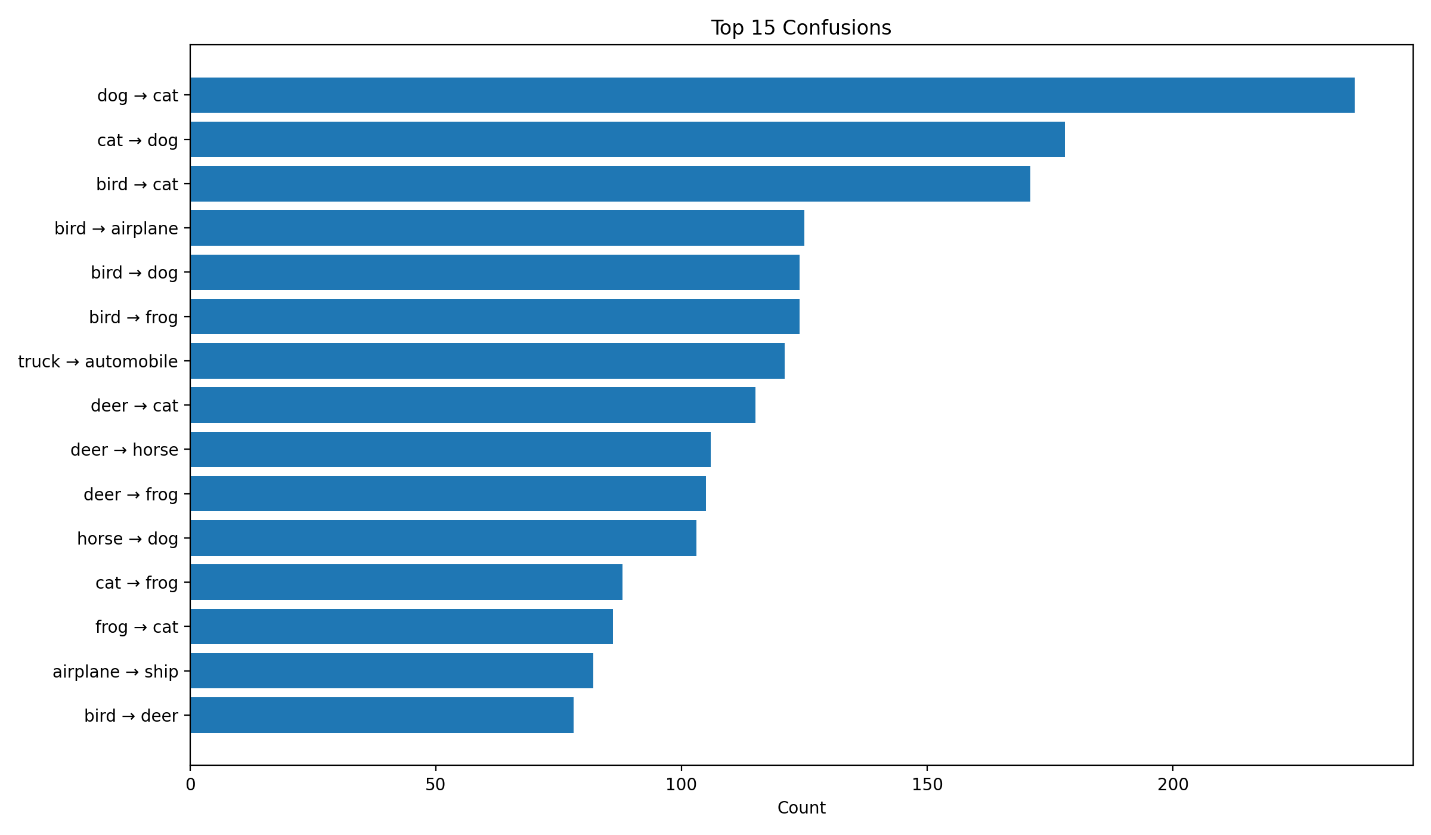 Top 15 Confusions
dog → cat
cat → dog
bird → cat
bird → airplane
bird → dog
bird → frog
truck → automobile
deer → cat
deer → horse
deer → frog
horse → dog
cat → frog
frog → cat
airplane → ship
bird → deer
0 50 100 150 200
Count